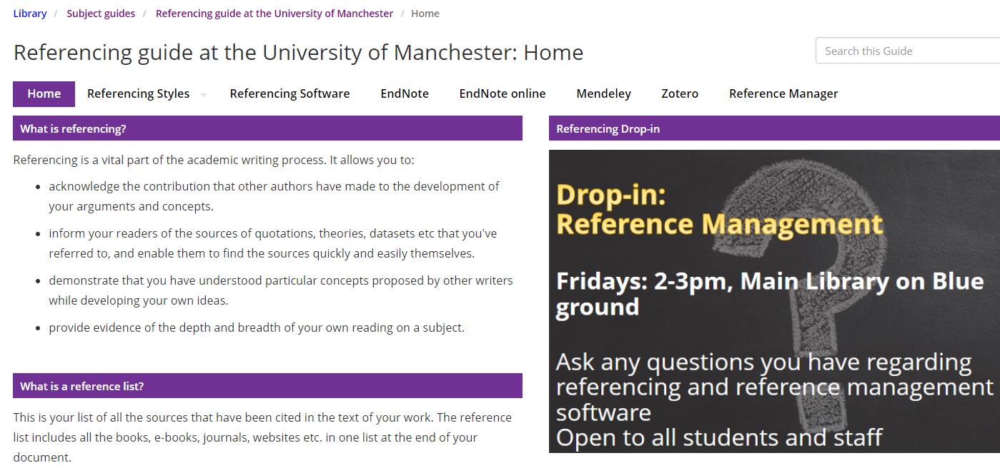 Library / Subject guides / Referencing guide at the University of Manchester / Home
Referencing guide at the University of Manchester: Home
Search this Guide
Home Referencing Styles Referencing Software EndNote EndNote online Mendeley Zotero Reference Manager
What is referencing?
Referencing is a vital part of the academic writing process. It allows you to:
• acknowledge the contribution that other authors have made to the development of
your arguments and concepts.
• inform your readers of the sources of quotations, theories, datasets etc that you've
referred to, and enable them to find the sources quickly and easily themselves.
• demonstrate that you have understood particular concepts proposed by other writers
while developing your own ideas.
• provide evidence of the depth and breadth of your own reading on a subject.
What is a reference list?
This is your list of all the sources that have been cited in the text of your work. The reference
list includes all the books, e-books, journals, websites etc. in one list at the end of your
document.
Referencing Drop-in
Drop-in:
Reference Management
Fridays: 2-3pm, Main Library on Blue
ground
Ask any questions you have regarding
referencing and reference management
software
Open to all students and staff